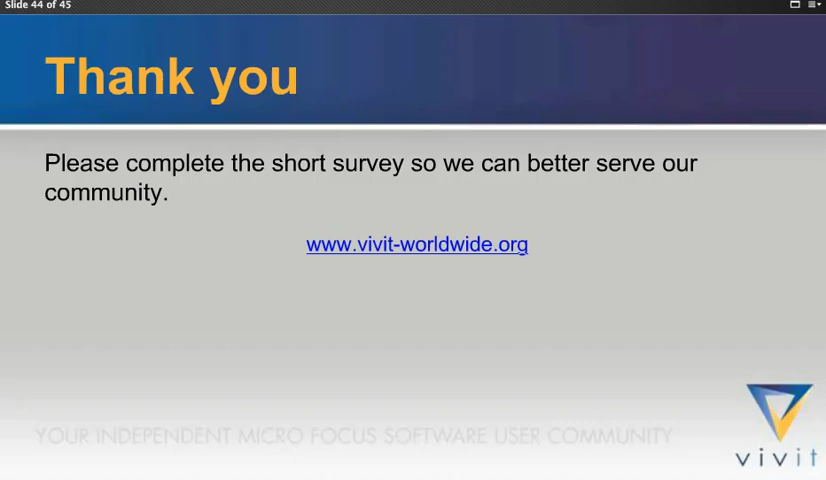 Slide 44 of 45
Thank you
Please complete the short survey so we can better serve our
community.
www.vivit-worldwide.org
YOUR INDEPENDENT MICRO FOCUS SOFTWARE USER COMMUNITY
vivit